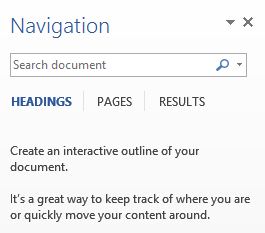 Navigation
Search document
HEADINGS PAGES RESULTS
Create an interactive outline of your
document.
It's a great way to keep track of where you are
or quickly move your content around.